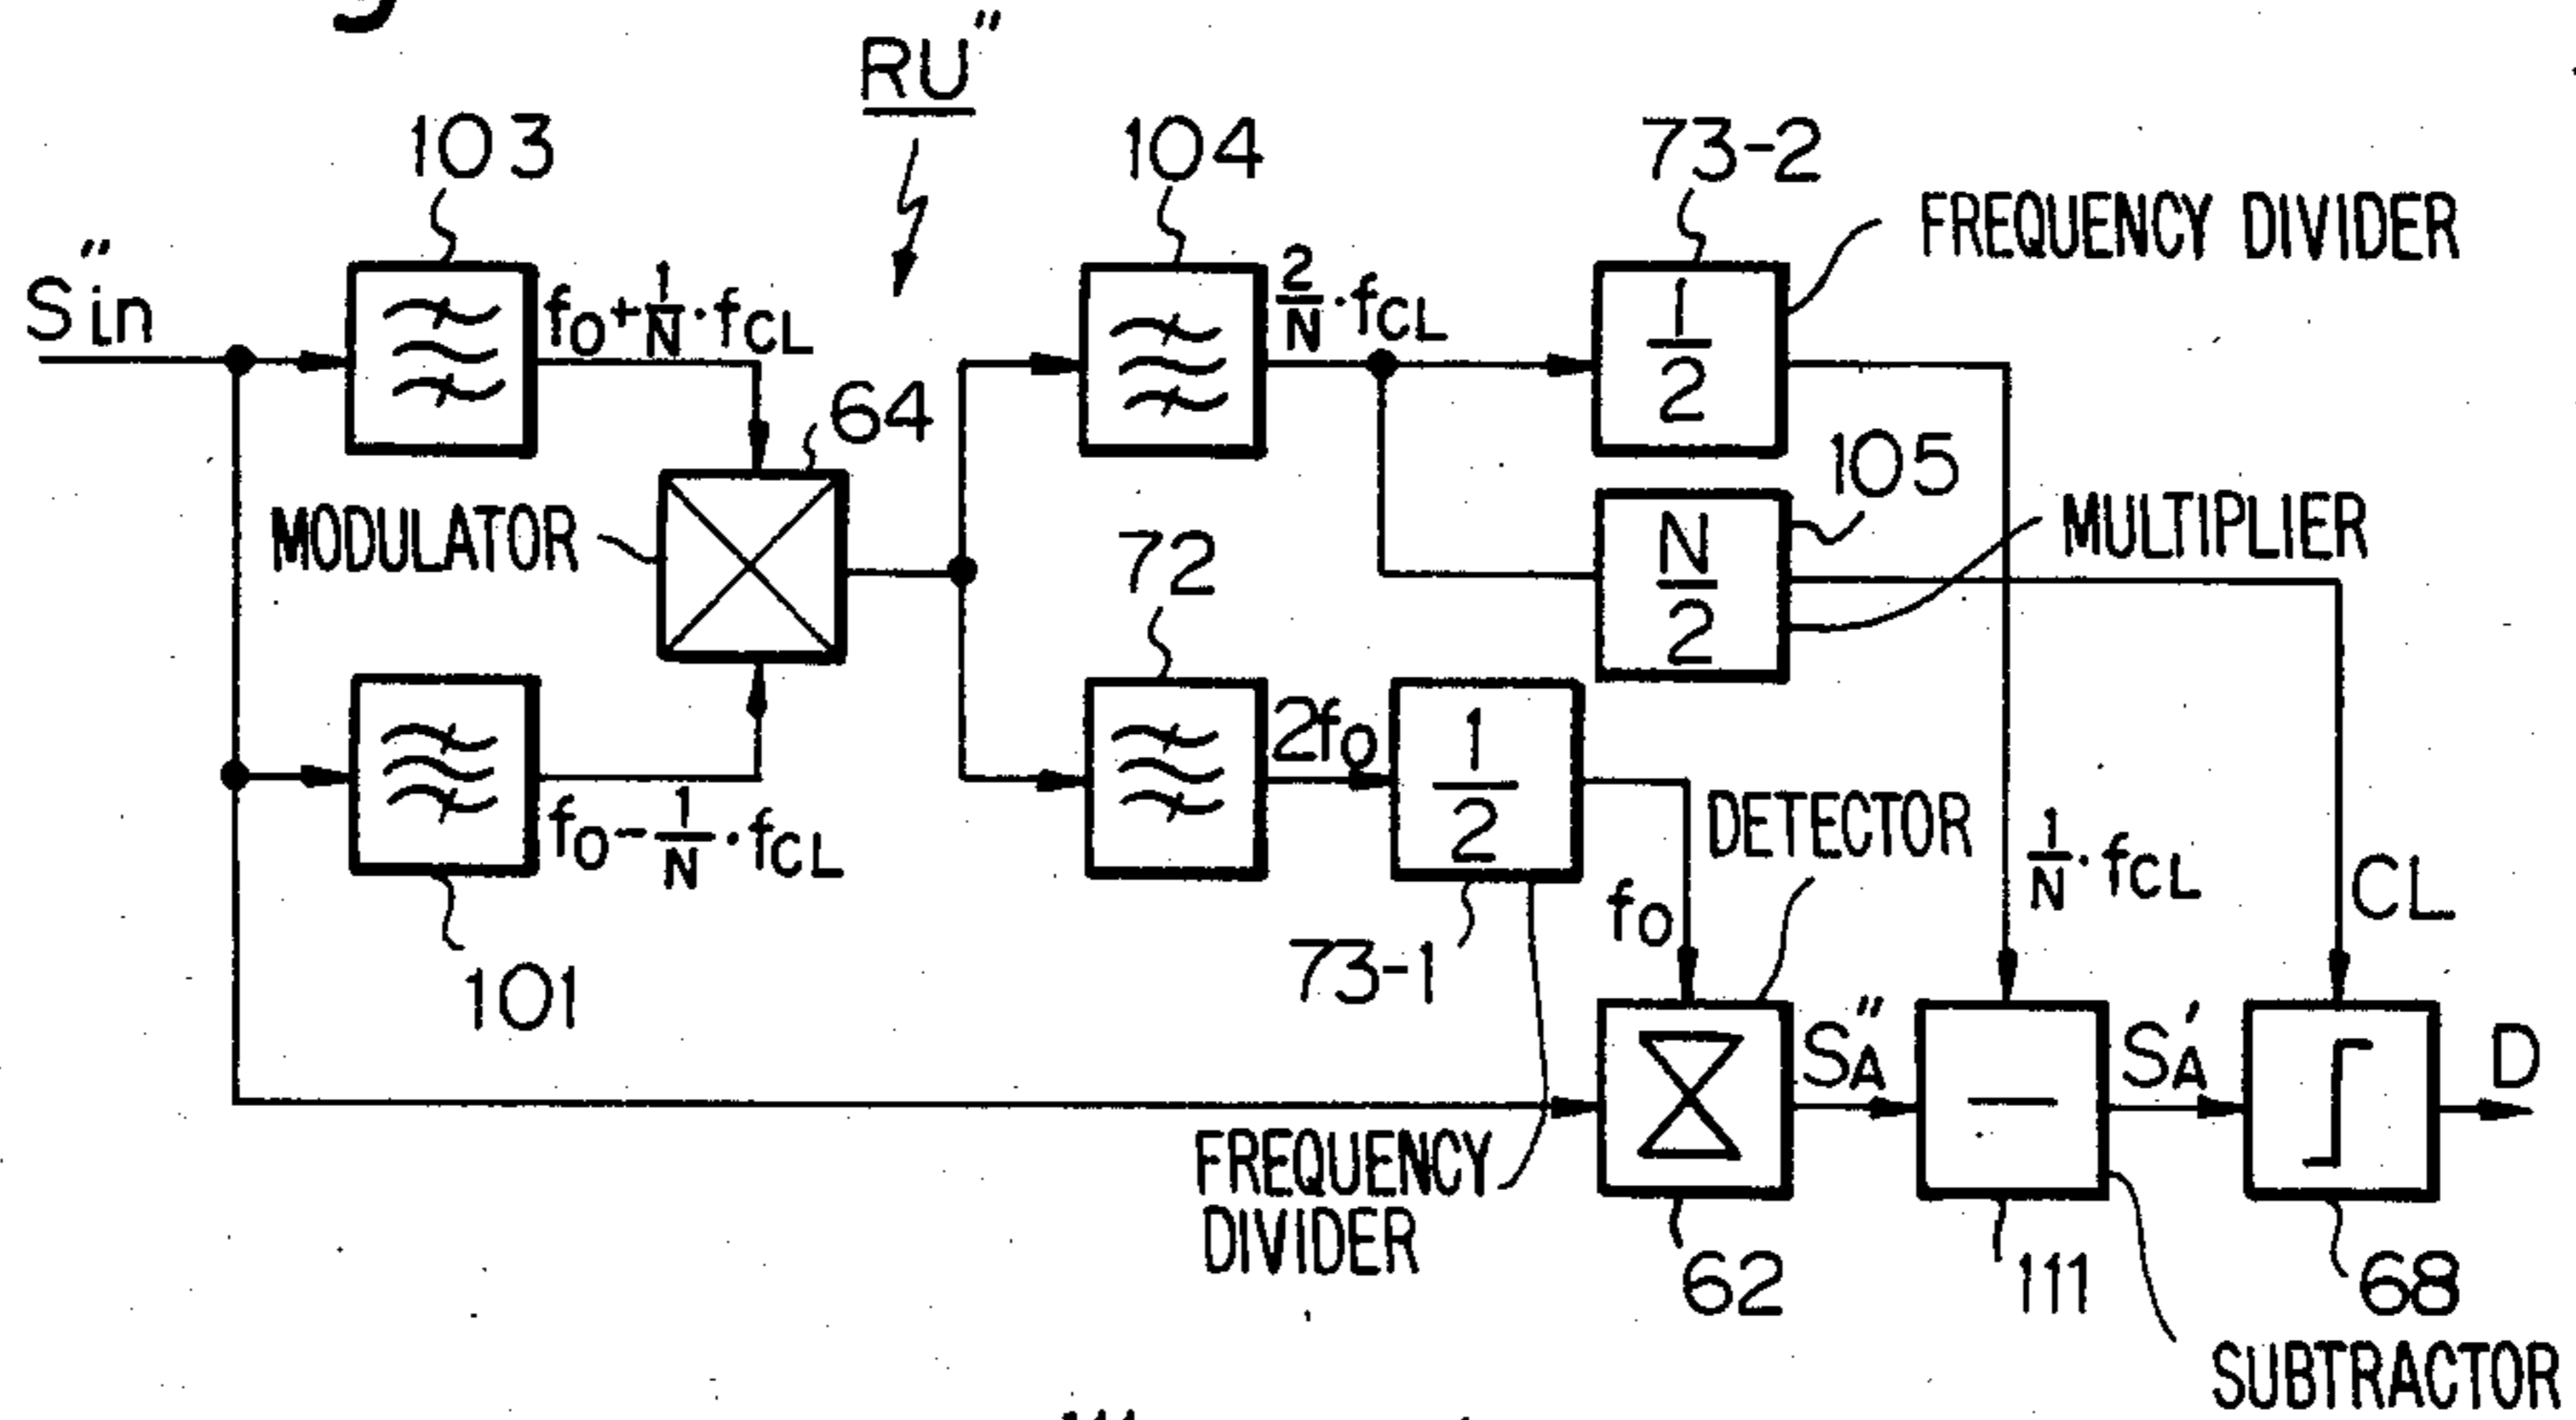 RU"
103
104
73-2
FREQUENCY DIVIDER
S"in
f0+1/N·fCL
2/N·fCL
1/2
64
105
MODULATOR
72
N/2
MULTIPLIER
2f0
1/2
DETECTOR
f0-1/N·fCL
1/N·fCL
CL
101
73-1
f0
S"A
S'A
D
FREQUENCY
DIVIDER
62
111
68
SUBTRACTOR